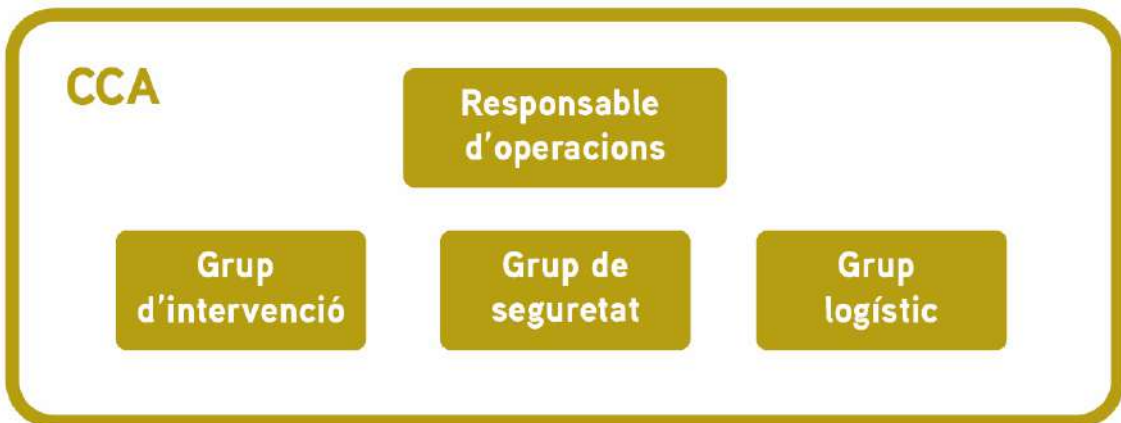 CCA
Responsable
d'operacions
Grup
d'intervenció
Grup de
seguretat
Grup
logístic